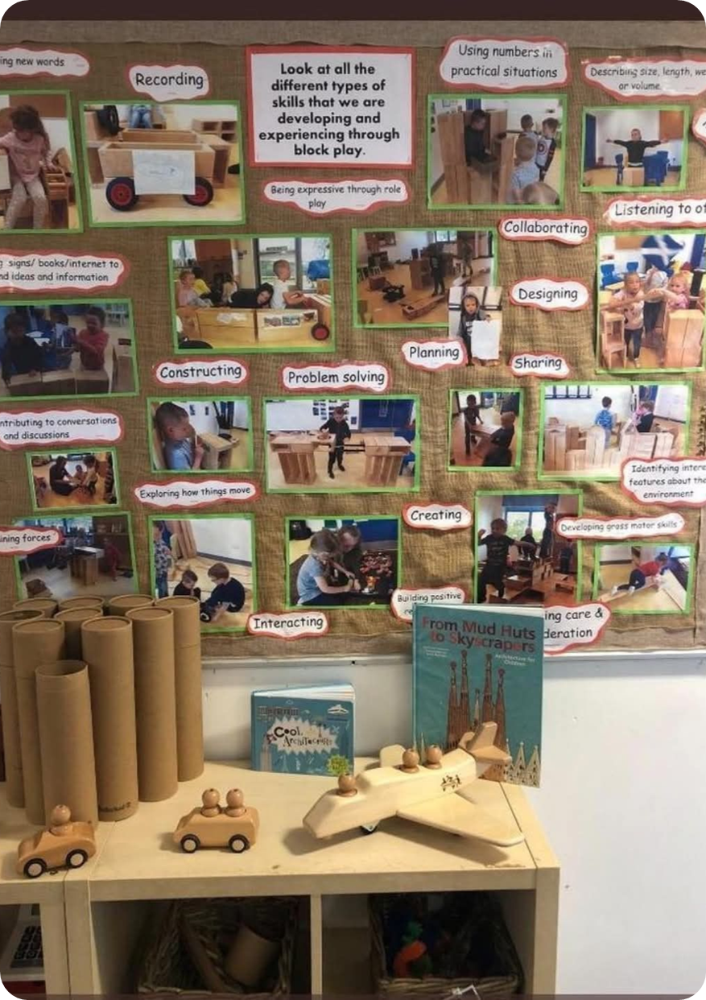 ing new words
Recording
Look at all the
different types of
skills that we are
developing and
experiencing through
block play.
Using numbers in
practical situations
Describing size, length, we
or volume
Being expressive through role
play
Collaborating
Listening to ot
signs/ books/internet to
nd ideas and information
Designing
Planning
Sharing
Constructing
Problem solving
ntributing to conversations
and discussions
Identifying intere
features about the
environment
Exploring how things move
Creating
Developing gross motor skills
ining forces
Building positive
Interacting
ing care &
deration
From Mud Huts
to Skyscrapers
Architecture for
Children
Cool
Architecture